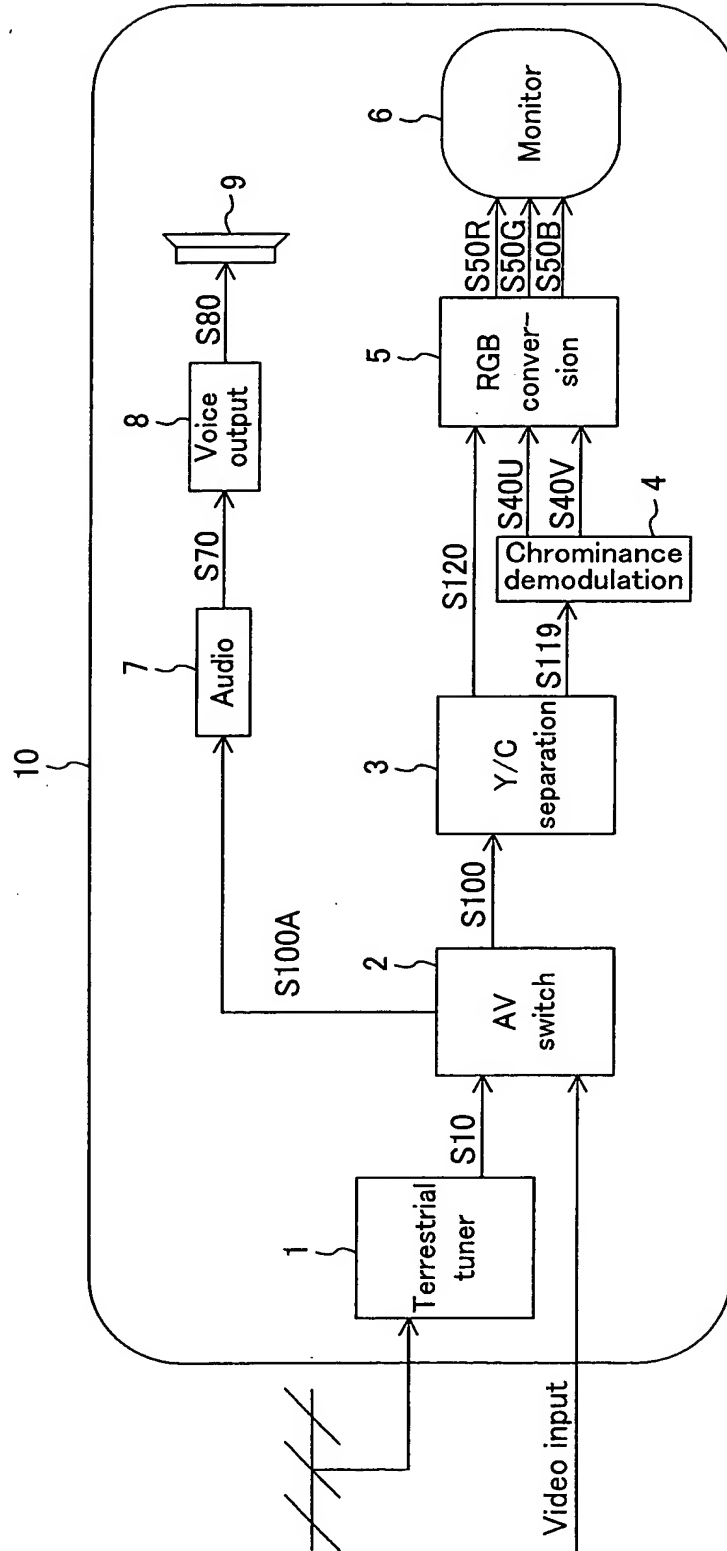 10
Video input
1
Terrestrial
tuner
S10
2
AV
switch
S100A
S100
3
Y/C
separation
S120
S119
4
Chrominance
demodulation
S40U
S40V
5
RGB
conver-
sion
S50R
S50G
S50B
6
Monitor
7
Audio
S70
8
Voice
output
S80
9